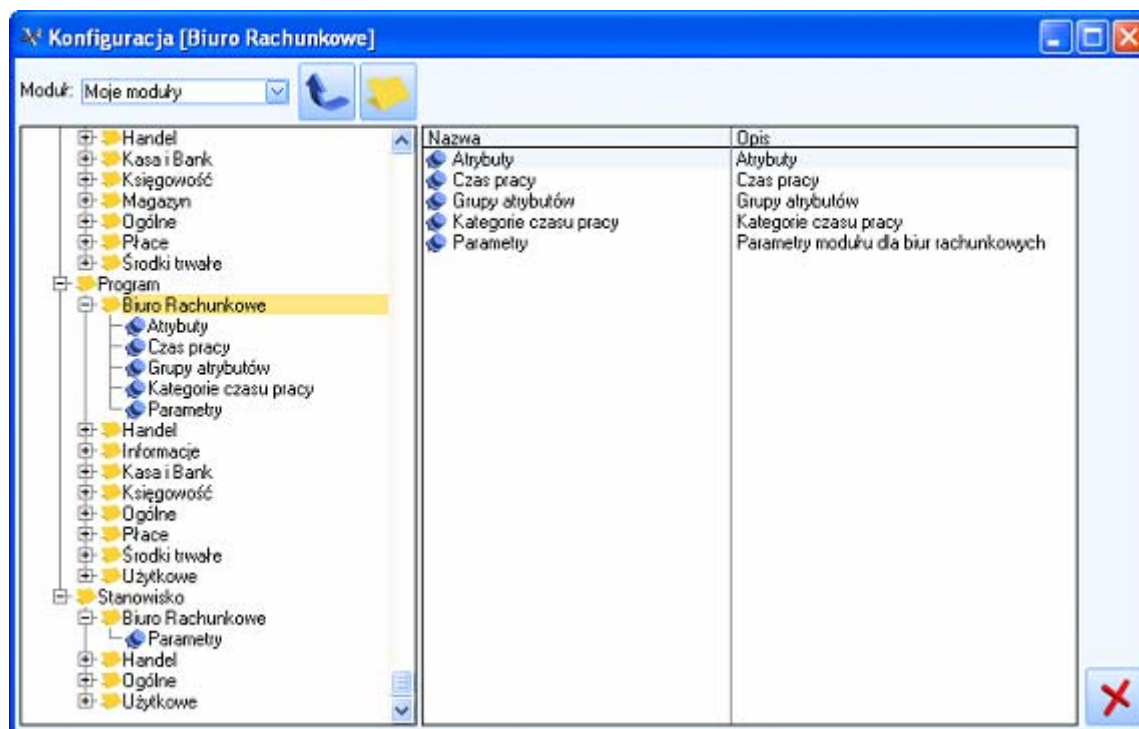 Konfiguracja [Biuro Rachunkowe]
Moduł: Moje moduły
Handel
Kasa i Bank
Księgowość
Magazyn
Ogólne
Płace
Środki trwałe
Program
Biuro Rachunkowe
Atrybuty
Czas pracy
Grupy atrybutów
Kategorie czasu pracy
Parametry
Handel
Informacje
Kasa i Bank
Księgowość
Ogólne
Płace
Środki trwałe
Użytkowe
Stanowisko
Biuro Rachunkowe
Parametry
Handel
Ogólne
Użytkowe
Nazwa Opis
Atrybuty Atrybuty
Czas pracy Czas pracy
Grupy atrybutów Grupy atrybutów
Kategorie czasu pracy Kategorie czasu pracy
Parametry Parametry modułu dla biur rachunkowych